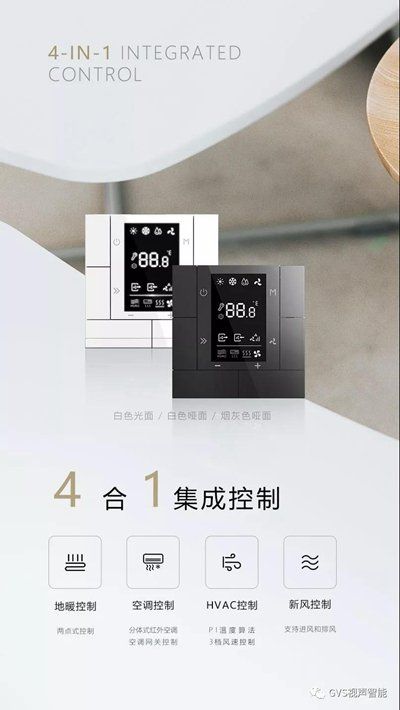 4-IN-1 INTEGRATED
CONTROL
88.8
M
88.8
M
白色光面 / 白色哑面 / 烟灰色哑面
4 合 1 集成控制
地暖控制 空调控制 HVAC控制 新风控制
两点式控制 分体式红外空调 PI温度算法 支持进风和排风
空调网关控制 3档风速控制
GVS视声智能